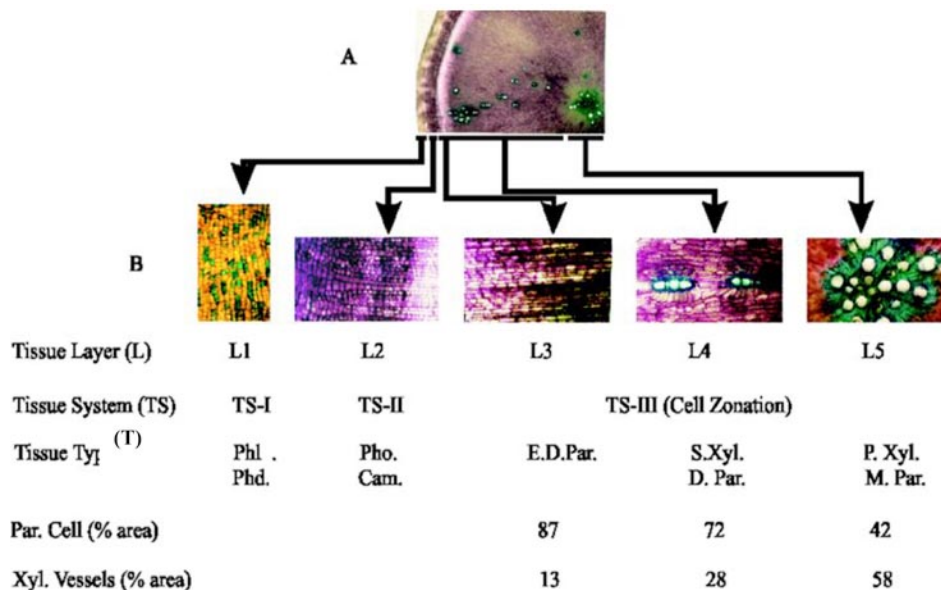 A
B
Tissue Layer (L) L1 L2 L3 L4 L5
Tissue System (TS) TS-I TS-II TS-III (Cell Zonation)
(T)
Tissue Typ Phl . Pho. E.D.Par. S.Xyl. P. Xyl.
Phd. Cam. D. Par. M. Par.
Par. Cell (% area) 87 72 42
Xyl. Vessels (% area) 13 28 58